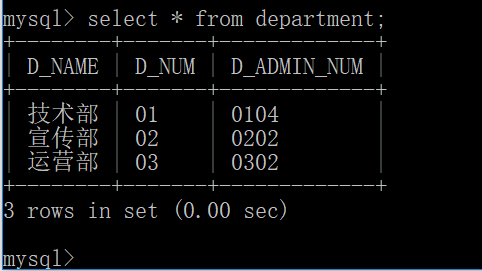 mysql> select * from department;
+--------+-------+-------------+
| D_NAME | D_NUM | D_ADMIN_NUM |
+--------+-------+-------------+
| 技术部 | 01 | 0104 |
| 宣传部 | 02 | 0202 |
| 运营部 | 03 | 0302 |
+--------+-------+-------------+
3 rows in set (0.00 sec)
mysql>